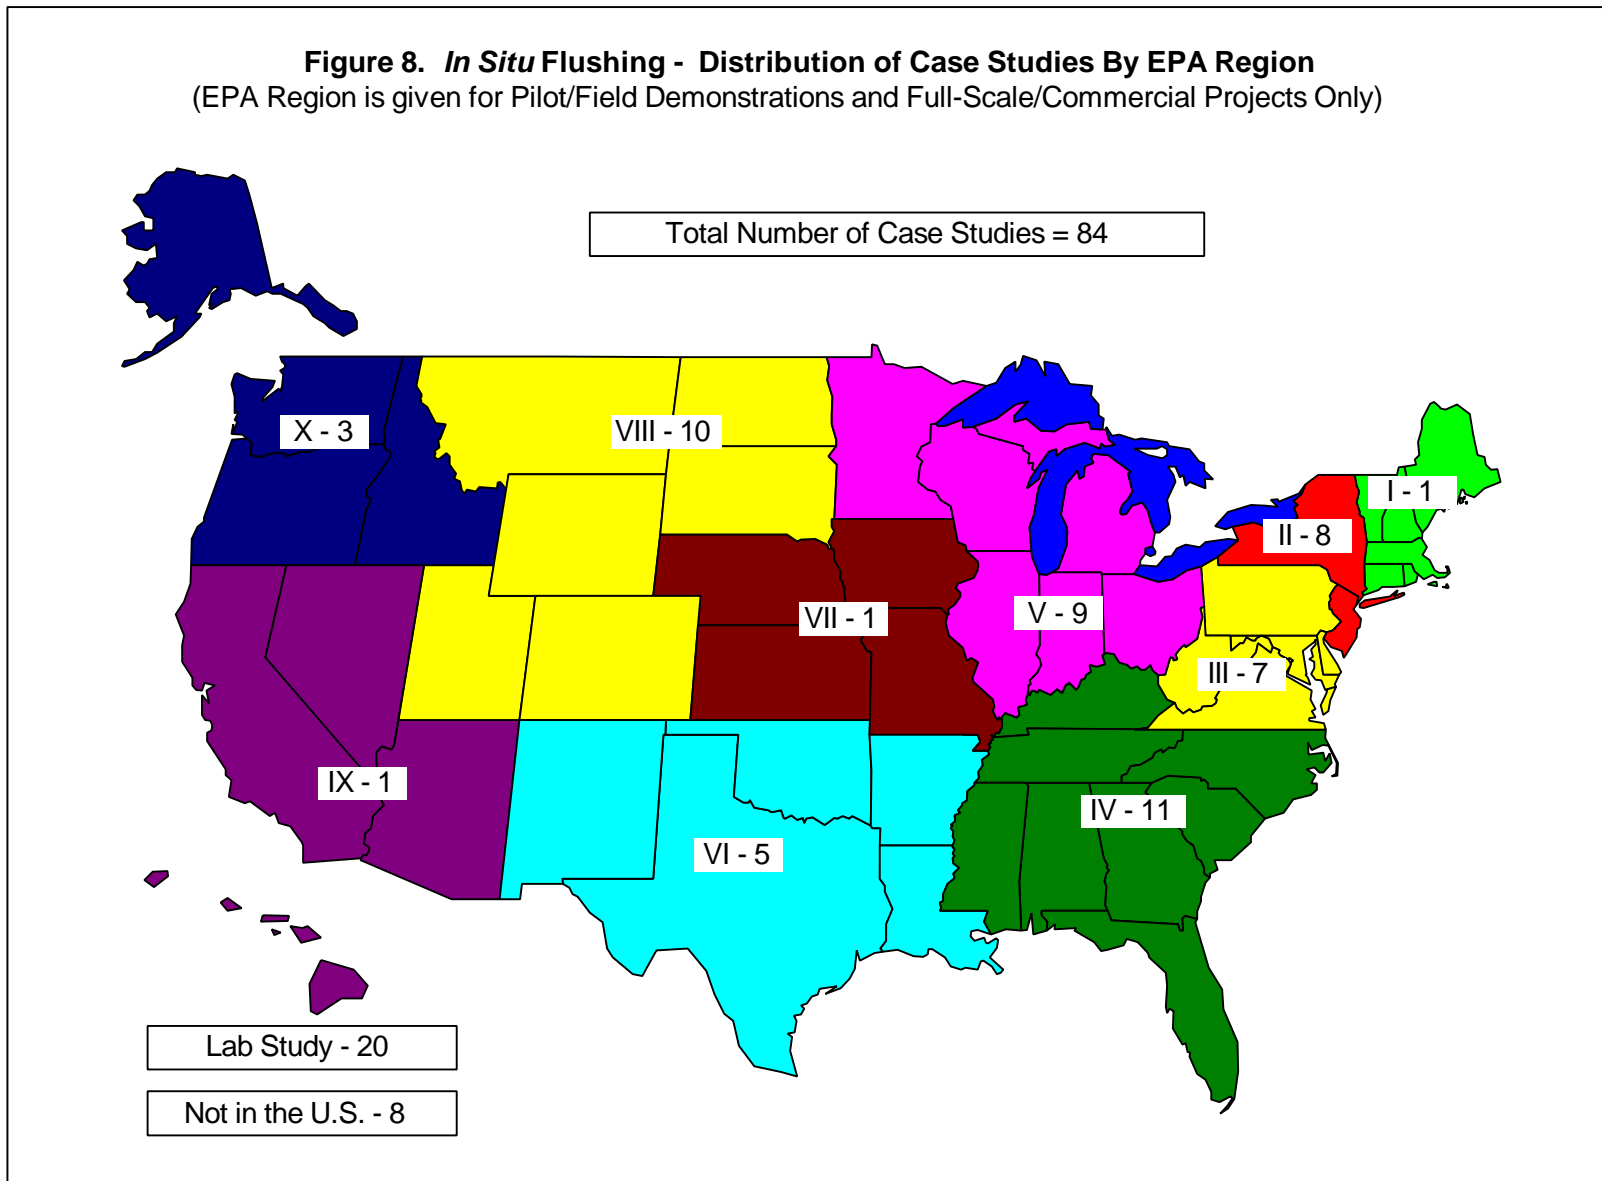 Figure 8. In Situ Flushing - Distribution of Case Studies By EPA Region
(EPA Region is given for Pilot/Field Demonstrations and Full-Scale/Commercial Projects Only)
Total Number of Case Studies = 84
X - 3
VIII - 10
I - 1
II - 8
VII - 1
V - 9
III - 7
IX - 1
IV - 11
VI - 5
Lab Study - 20
Not in the U.S. - 8